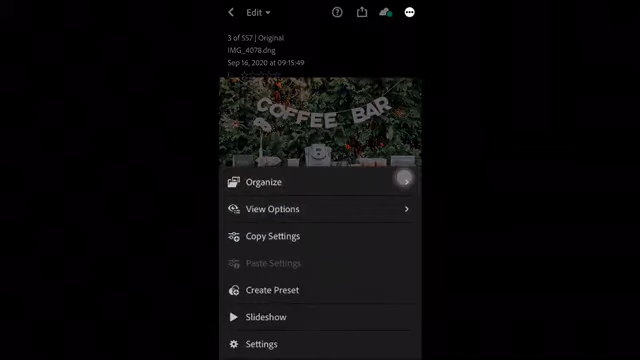 Edit
3 of 557 | Original
IMG_4078.dng
Sep 16, 2020 at 09:15:49
COFFEE BAR
Organize
View Options
Copy Settings
Paste Settings
Create Preset
Slideshow
Settings